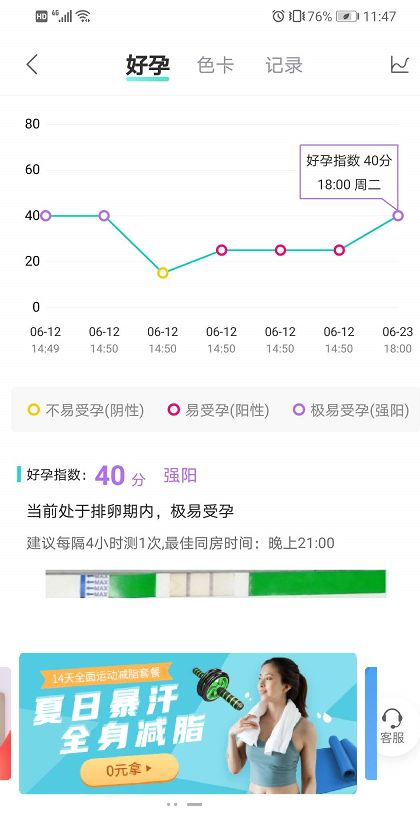 HD 4G 76% 11:47
好孕 色卡 记录
80
60
好孕指数 40分
18:00 周二
40
20
0
06-12 06-12 06-12 06-12 06-12 06-12 06-23
14:49 14:50 14:50 14:50 14:50 14:50 18:00
不易受孕(阴性) 易受孕(阳性) 极易受孕(强阳)
好孕指数: 40 分 强阳
当前处于排卵期内，极易受孕
建议每隔4小时测1次,最佳同房时间：晚上21:00
MAX
MAX
14天全面运动减脂套餐
夏日暴汗
全身减脂
0元拿
客服